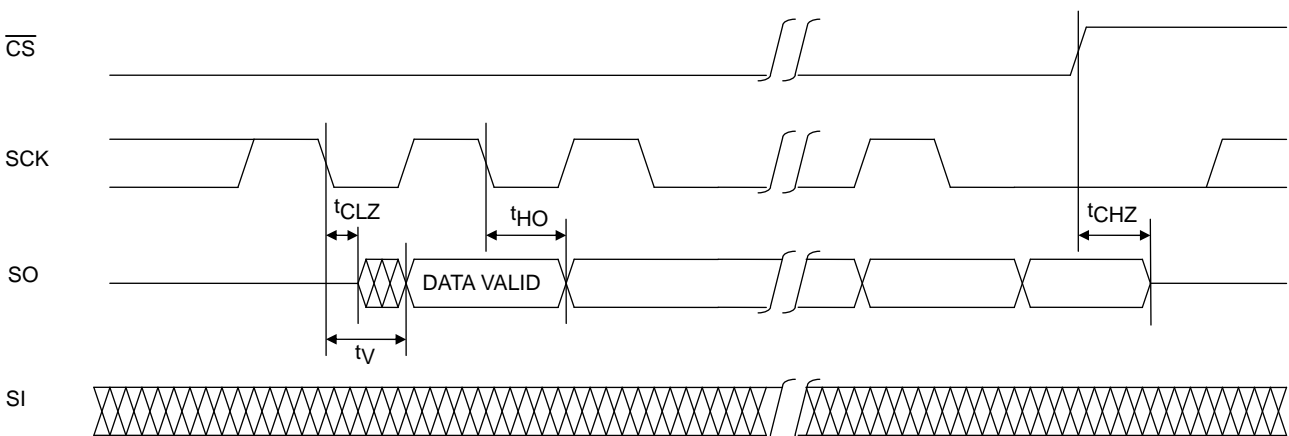 CS
SCK
tCLZ
tHO
tCHZ
SO
DATA VALID
tV
SI